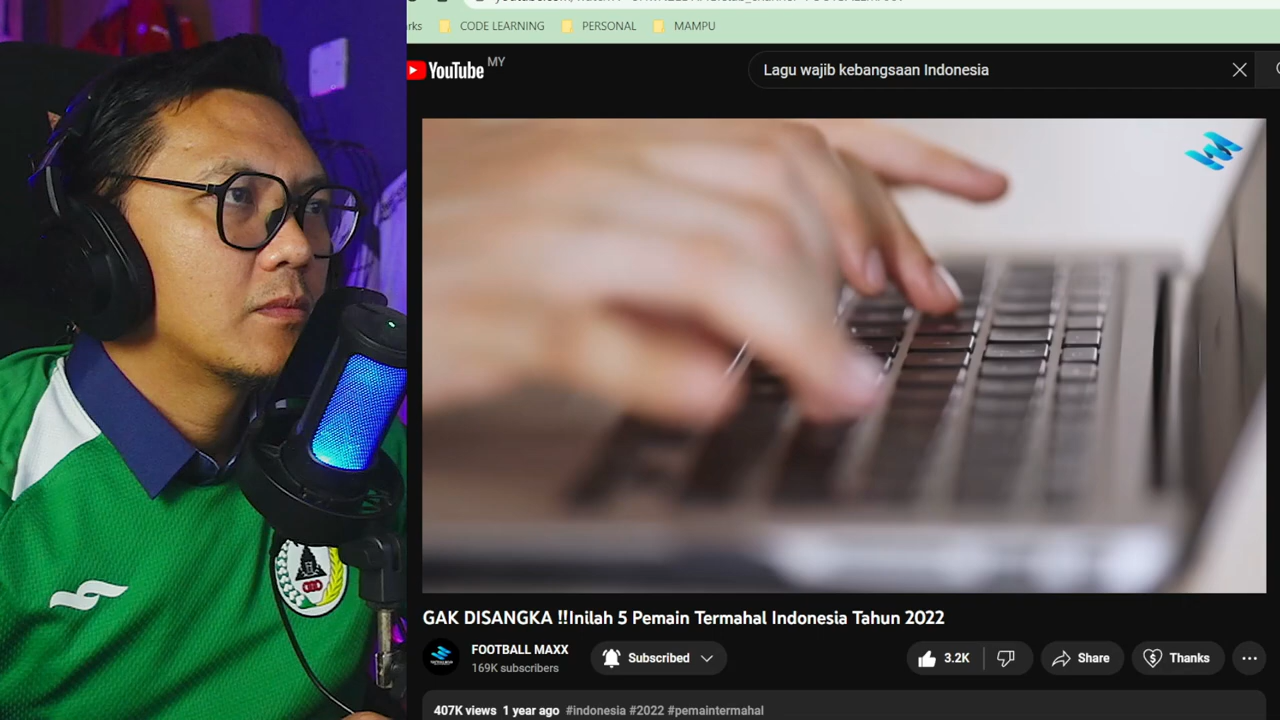 rks
CODE LEARNING
PERSONAL
MAMPU
YouTube MY
Lagu wajib kebangsaan Indonesia
GAK DISANGKA !!Inilah 5 Pemain Termahal Indonesia Tahun 2022
FOOTBALL MAXX
169K subscribers
Subscribed
3.2K
Share
Thanks
407K views 1 year ago #indonesia #2022 #pemaintermahal